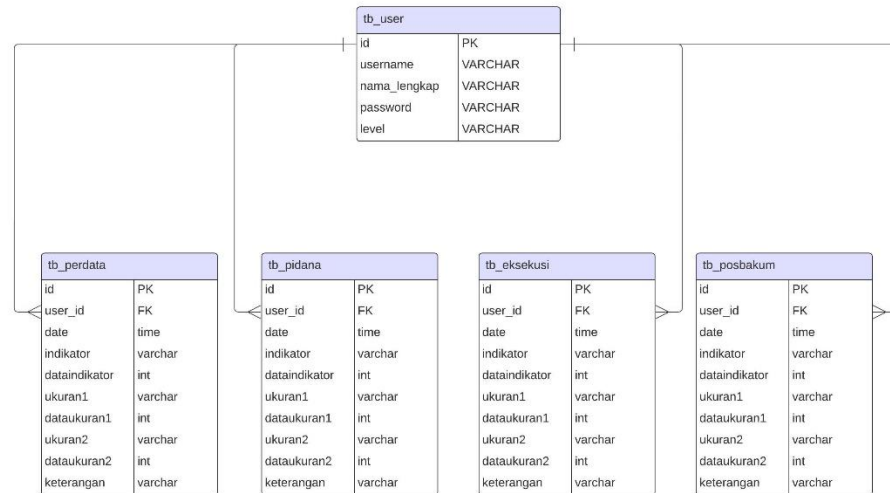 tb_user
id PK
username VARCHAR
nama_lengkap VARCHAR
password VARCHAR
level VARCHAR
tb_perdata
id PK
user_id FK
date time
indikator varchar
dataindikator int
ukuran1 varchar
dataukuran1 int
ukuran2 varchar
dataukuran2 int
keterangan varchar
tb_pidana
id PK
user_id FK
date time
indikator varchar
dataindikator int
ukuran1 varchar
dataukuran1 int
ukuran2 varchar
dataukuran2 int
keterangan varchar
tb_eksekusi
id PK
user_id FK
date time
indikator varchar
dataindikator int
ukuran1 varchar
dataukuran1 int
ukuran2 varchar
dataukuran2 int
keterangan varchar
tb_posbakum
id PK
user_id FK
date time
indikator varchar
dataindikator int
ukuran1 varchar
dataukuran1 int
ukuran2 varchar
dataukuran2 int
keterangan varchar